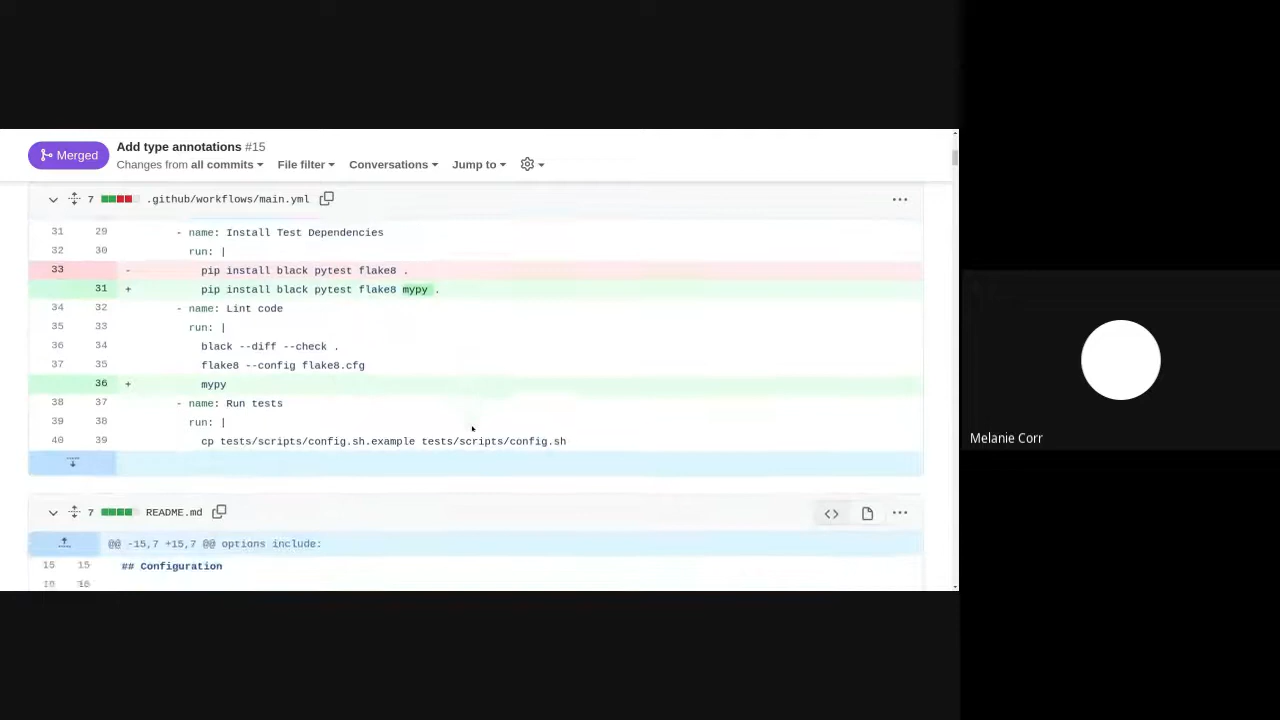 Merged
Add type annotations #15
Changes from all commits File filter Conversations Jump to
7 .github/workflows/main.yml
31 29 - name: Install Test Dependencies
32 30 run: |
33 - pip install black pytest flake8 .
31 + pip install black pytest flake8 mypy .
34 32 - name: Lint code
35 33 run: |
36 34 black --diff --check .
37 35 flake8 --config flake8.cfg
36 + mypy
38 37 - name: Run tests
39 38 run: |
40 39 cp tests/scripts/config.sh.example tests/scripts/config.sh
7 README.md
@@ -15,7 +15,7 @@ options include:
15 15 ## Configuration
Melanie Corr